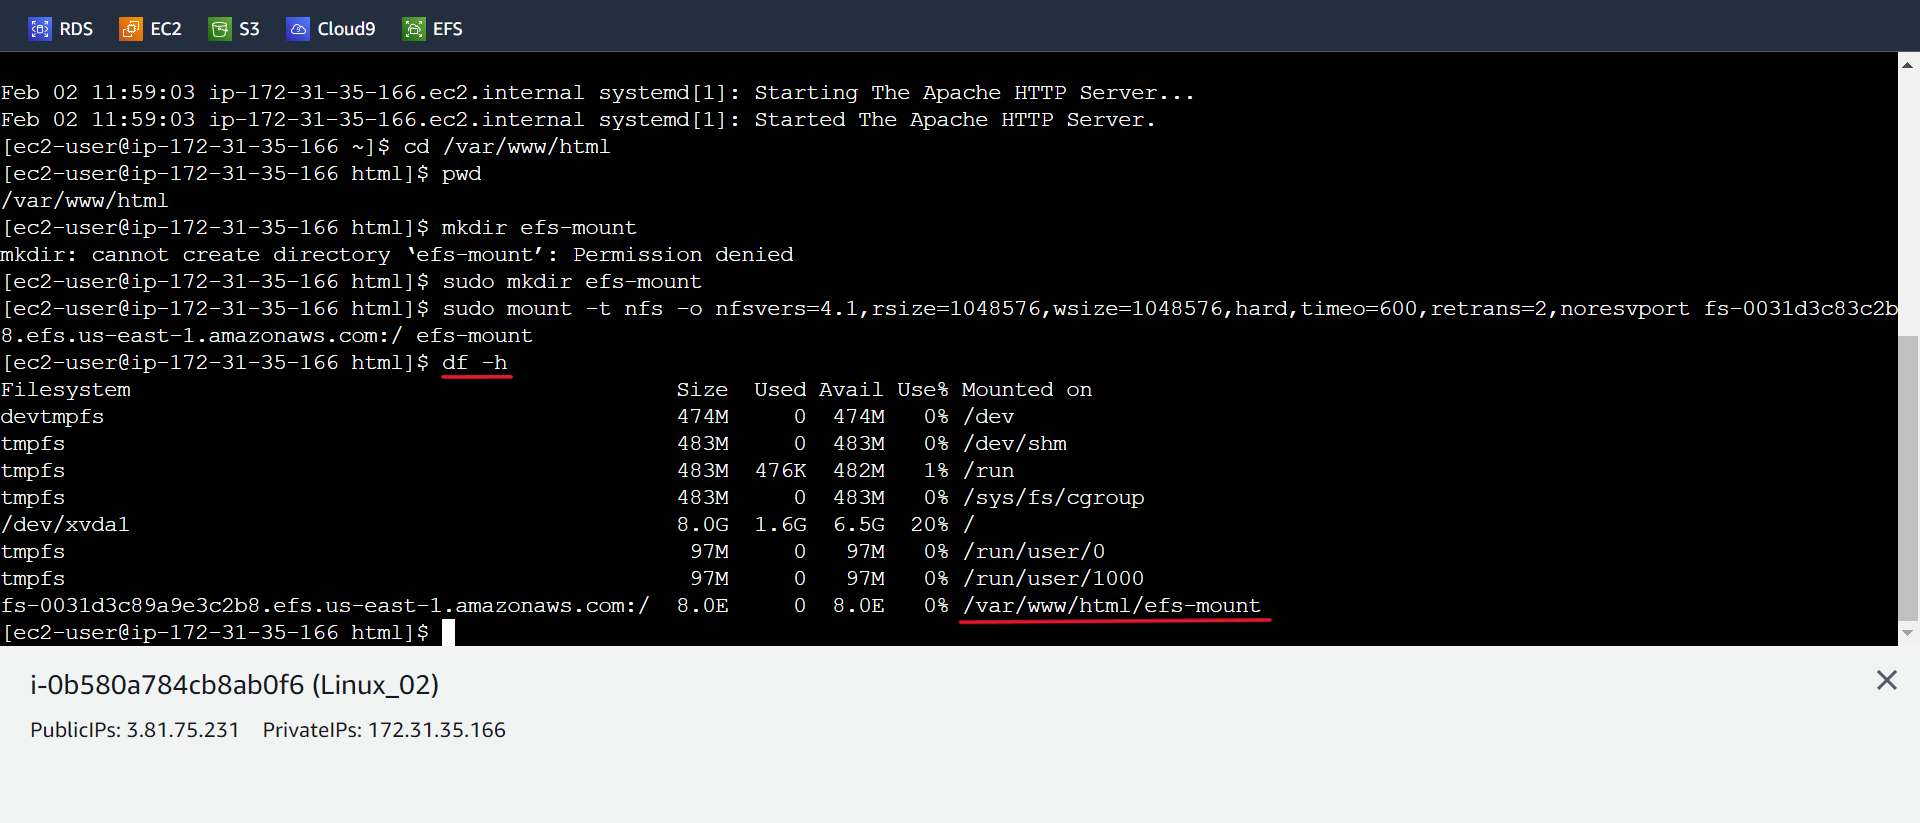 RDS EC2 S3 Cloud9 EFS
Feb 02 11:59:03 ip-172-31-35-166.ec2.internal systemd[1]: Starting The Apache HTTP Server...
Feb 02 11:59:03 ip-172-31-35-166.ec2.internal systemd[1]: Started The Apache HTTP Server.
[ec2-user@ip-172-31-35-166 ~]$ cd /var/www/html
[ec2-user@ip-172-31-35-166 html]$ pwd
/var/www/html
[ec2-user@ip-172-31-35-166 html]$ mkdir efs-mount
mkdir: cannot create directory ‘efs-mount’: Permission denied
[ec2-user@ip-172-31-35-166 html]$ sudo mkdir efs-mount
[ec2-user@ip-172-31-35-166 html]$ sudo mount -t nfs -o nfsvers=4.1,rsize=1048576,wsize=1048576,hard,timeo=600,retrans=2,noresvport fs-0031d3c83c2b
8.efs.us-east-1.amazonaws.com:/ efs-mount
[ec2-user@ip-172-31-35-166 html]$ df -h
Filesystem Size Used Avail Use% Mounted on
devtmpfs 474M 0 474M 0% /dev
tmpfs 483M 0 483M 0% /dev/shm
tmpfs 483M 476K 482M 1% /run
tmpfs 483M 0 483M 0% /sys/fs/cgroup
/dev/xvda1 8.0G 1.6G 6.5G 20% /
tmpfs 97M 0 97M 0% /run/user/0
tmpfs 97M 0 97M 0% /run/user/1000
fs-0031d3c89a9e3c2b8.efs.us-east-1.amazonaws.com:/ 8.0E 0 8.0E 0% /var/www/html/efs-mount
[ec2-user@ip-172-31-35-166 html]$
i-0b580a784cb8ab0f6 (Linux_02)
PublicIPs: 3.81.75.231 PrivateIPs: 172.31.35.166